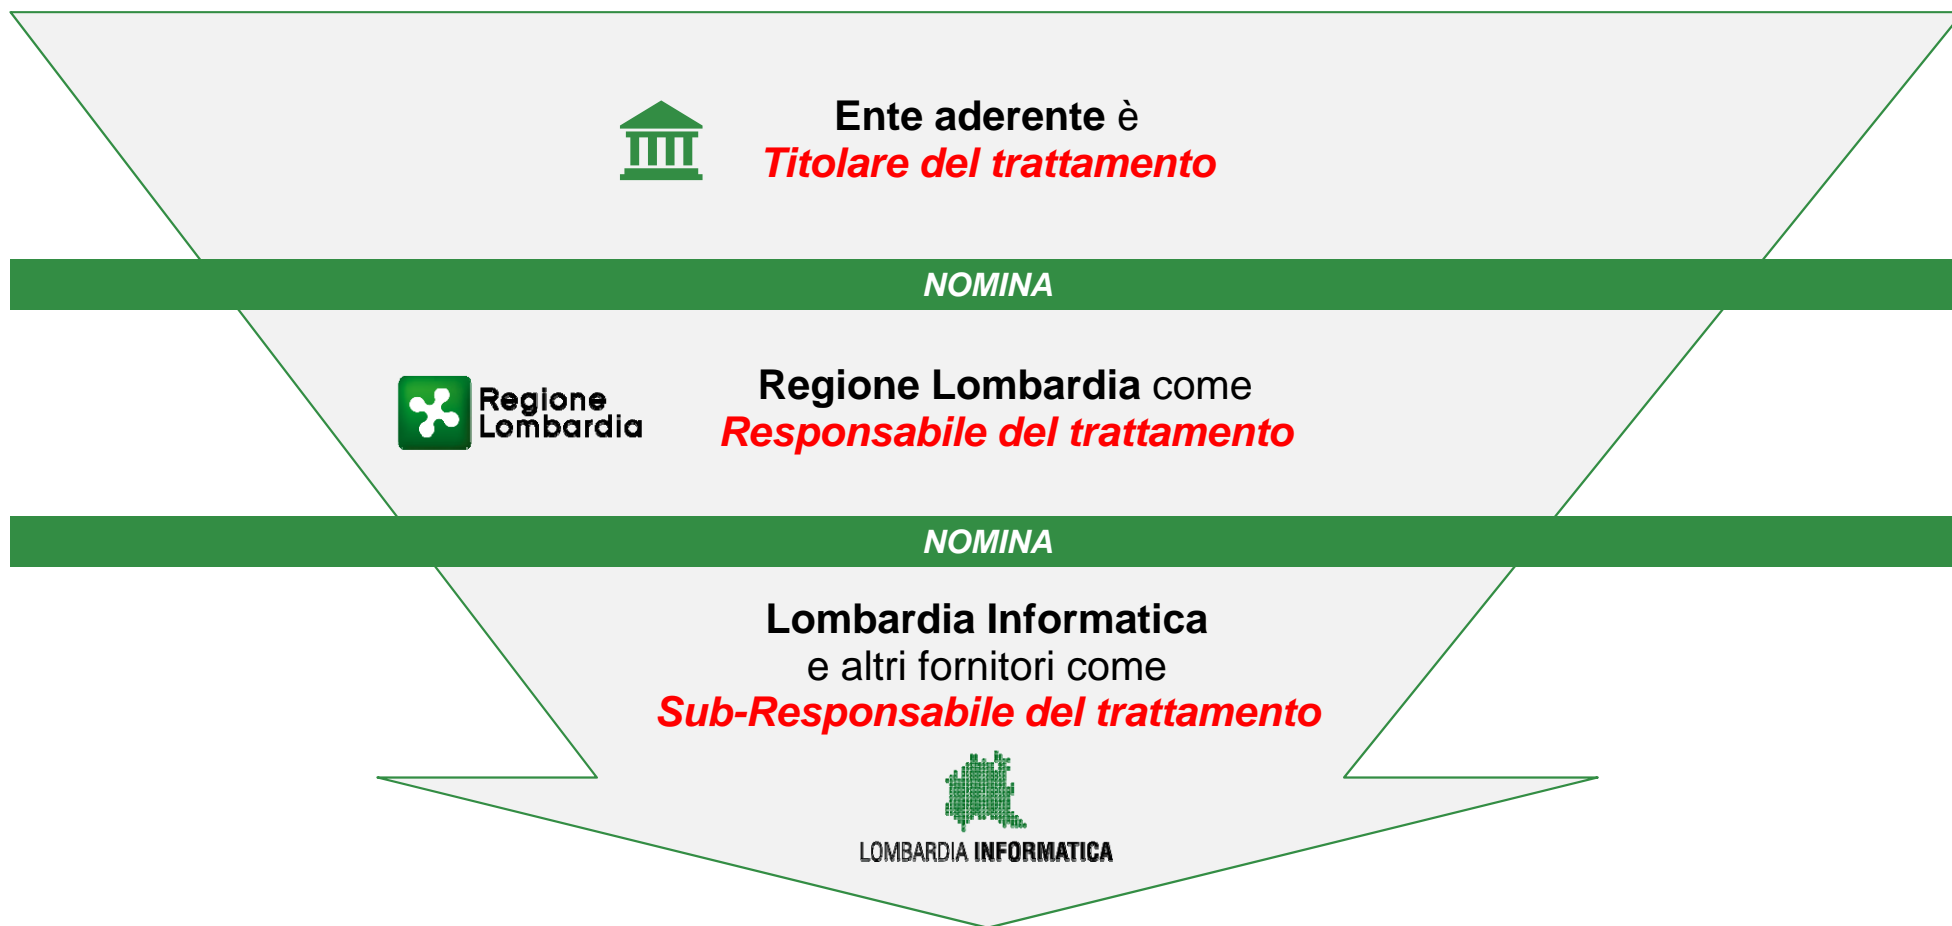 Ente aderente è
Titolare del trattamento
NOMINA
Regione
Lombardia
Regione Lombardia come
Responsabile del trattamento
NOMINA
Lombardia Informatica
e altri fornitori come
Sub-Responsabile del trattamento
LOMBARDIA INFORMATICA